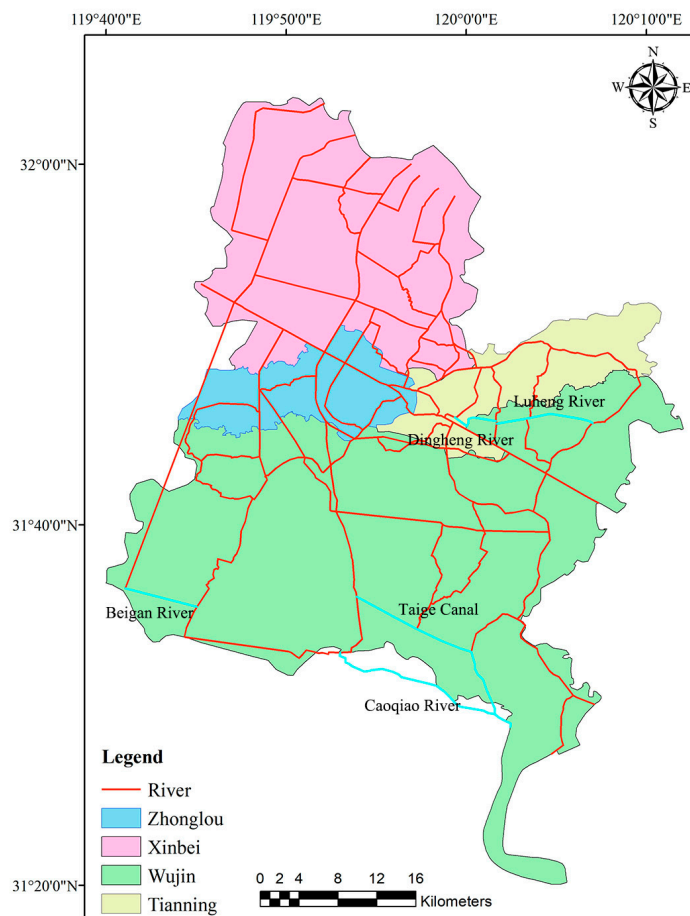 119°40'0"E 119°50'0"E 120°0'0"E 120°10'0"E
N
W E
S
32°0'0"N
Luheng River
Dingheng River
31°40'0"N
Beigan River
Taige Canal
Caoqiao River
Legend
River
Zhonglou
Xinbei
Wujin
Tianning
31°20'0"N
0 2 4 8 12 16
Kilometers